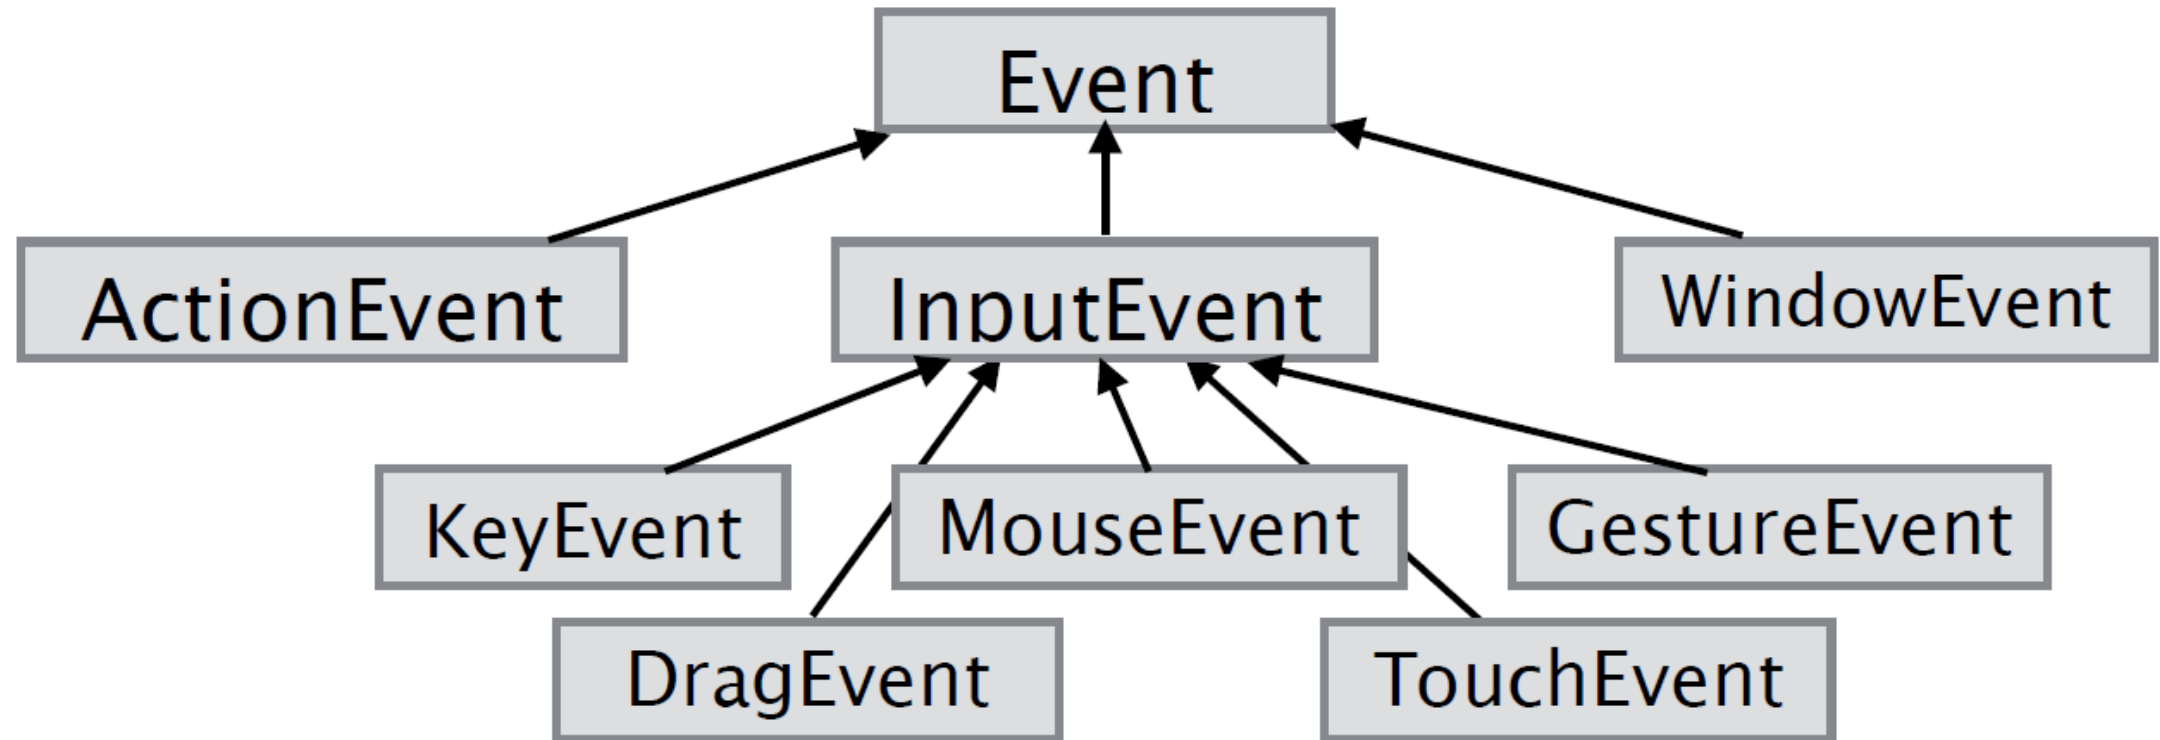 Event
ActionEvent
InputEvent
WindowEvent
KeyEvent
MouseEvent
GestureEvent
DragEvent
TouchEvent